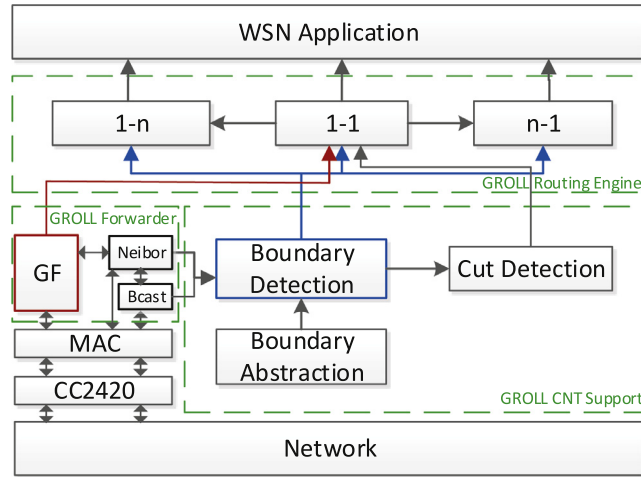 WSN Application
1-n
1-1
n-1
GROLL Routing Engine
GROLL Forwarder
GF
Neibor
Bcast
Boundary
Detection
Cut Detection
MAC
Boundary
Abstraction
CC2420
GROLL CNT Support
Network